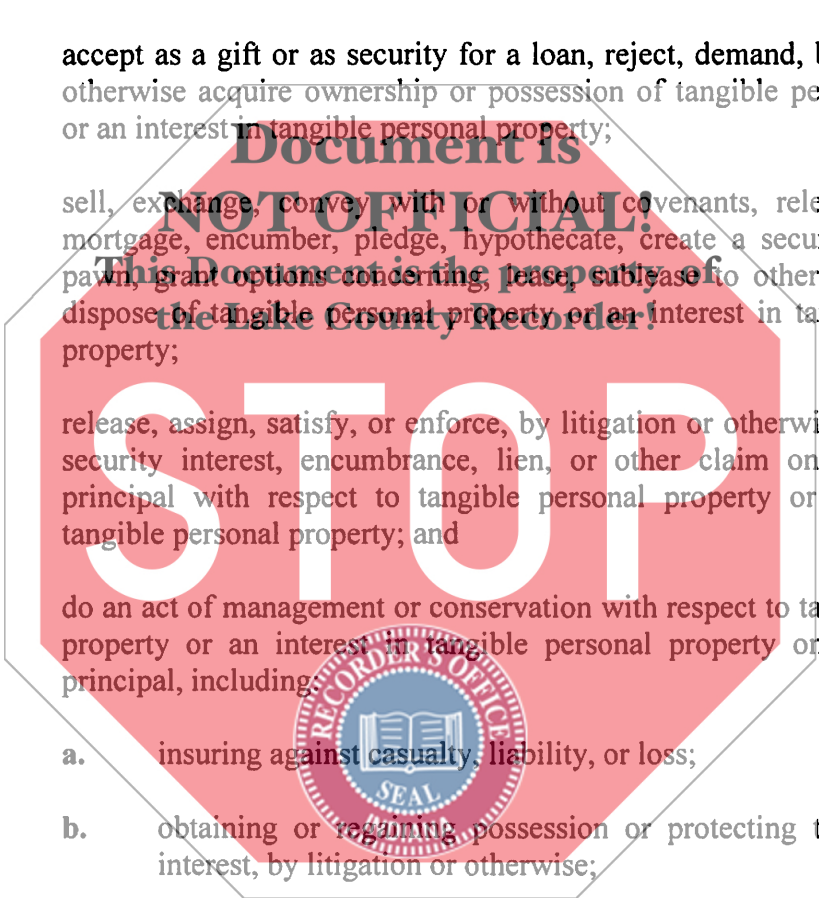 accept as a gift or as security for a loan, reject, demand,
otherwise acquire ownership or possession of tangible pe
or an interest in tangible personal property;
Document is
sell, exchange, convey with or without covenants, rele
NOT OFFICIAL!
mortgage, encumber, pledge, hypothecate, create a secu
This Document is the property of
pawn, grant options concerning, lease, sublease to other
the Lake County Recorder!
dispose of tangible personal property or an interest in ta
property;
STOP
release, assign, satisfy, or enforce, by litigation or otherwi
security interest, encumbrance, lien, or other claim on
principal with respect to tangible personal property or
tangible personal property; and
do an act of management or conservation with respect to ta
property or an interest in tangible personal property or
principal, including:
RECORDER'S OFFICE
a. insuring against casualty, liability, or loss;
SEAL
INDIANA
b. obtaining or regaining possession or protecting t
interest, by litigation or otherwise;